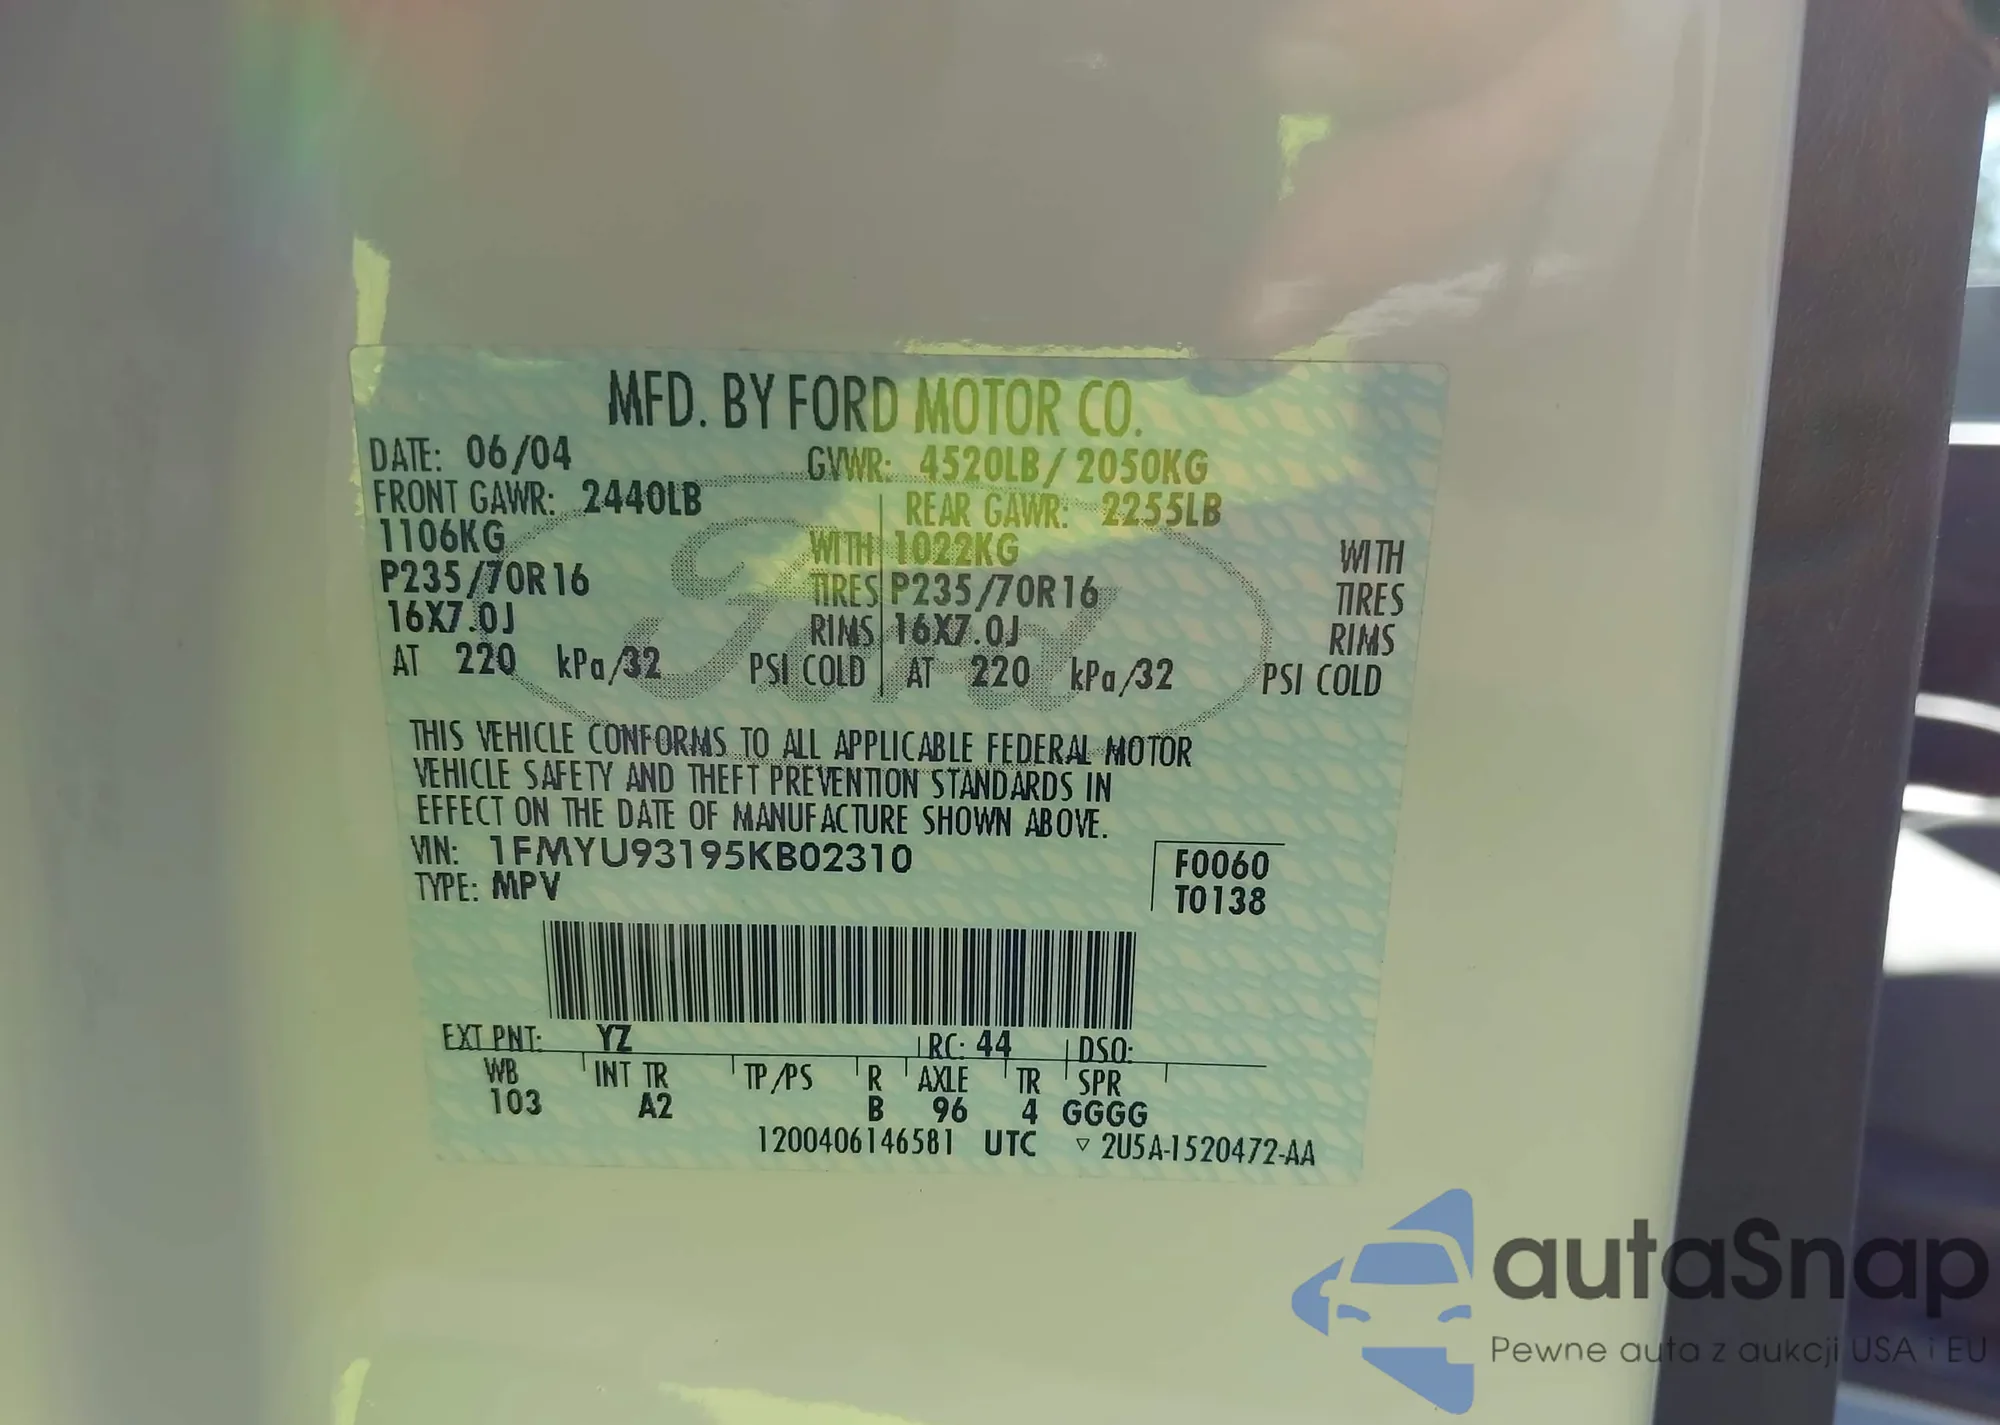 MFD. BY FORD MOTOR CO.
DATE: 06/04 GVWR: 4520LB/ 2050KG
FRONT GAWR: 2440LB REAR GAWR: 2255LB
1106KG WITH 1022KG WITH
P235/70R16 TIRES P235/70R16 TIRES
16X7.0J RIMS 16X7.0J RIMS
AT 220 kPa/32 PSI COLD AT 220 kPa/32 PSI COLD
Ford
THIS VEHICLE CONFORMS TO ALL APPLICABLE FEDERAL MOTOR
VEHICLE SAFETY AND THEFT PREVENTION STANDARDS IN
EFFECT ON THE DATE OF MANUFACTURE SHOWN ABOVE.
VIN: 1FMYU93195KB02310 F0060
TYPE: MPV T0138
EXT PNT: YZ RC: 44 DSO:
WB INT TR TP/PS R AXLE TR SPR
103 A2 B 96 4 GGGG
1200406146581 UTC ▽ 2U5A-1520472-AA
autaSnap
Pewne auta z aukcji USA i EU